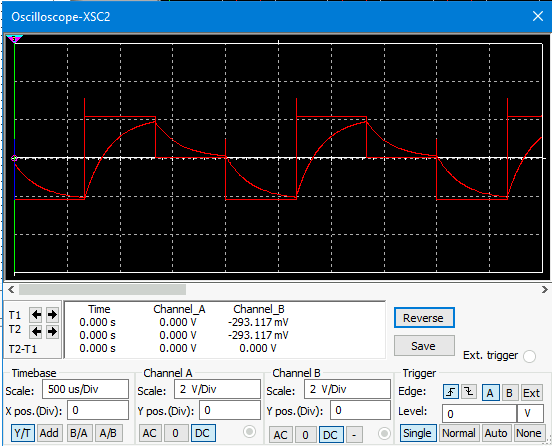 Oscilloscope-XSC2
Time Channel_A Channel_B
T1 0.000 s 0.000 V -293.117 mV
T2 0.000 s 0.000 V -293.117 mV
T2-T1 0.000 s 0.000 V 0.000 V
Reverse
Save
Ext. trigger
Timebase
Scale: 500 us/Div
X pos.(Div): 0
Y/T Add B/A A/B
Channel A
Scale: 2 V/Div
Y pos.(Div): 0
AC 0 DC
Channel B
Scale: 2 V/Div
Y pos.(Div): 0
AC 0 DC -
Trigger
Edge: A B Ext
Level: 0 V
Single Normal Auto None